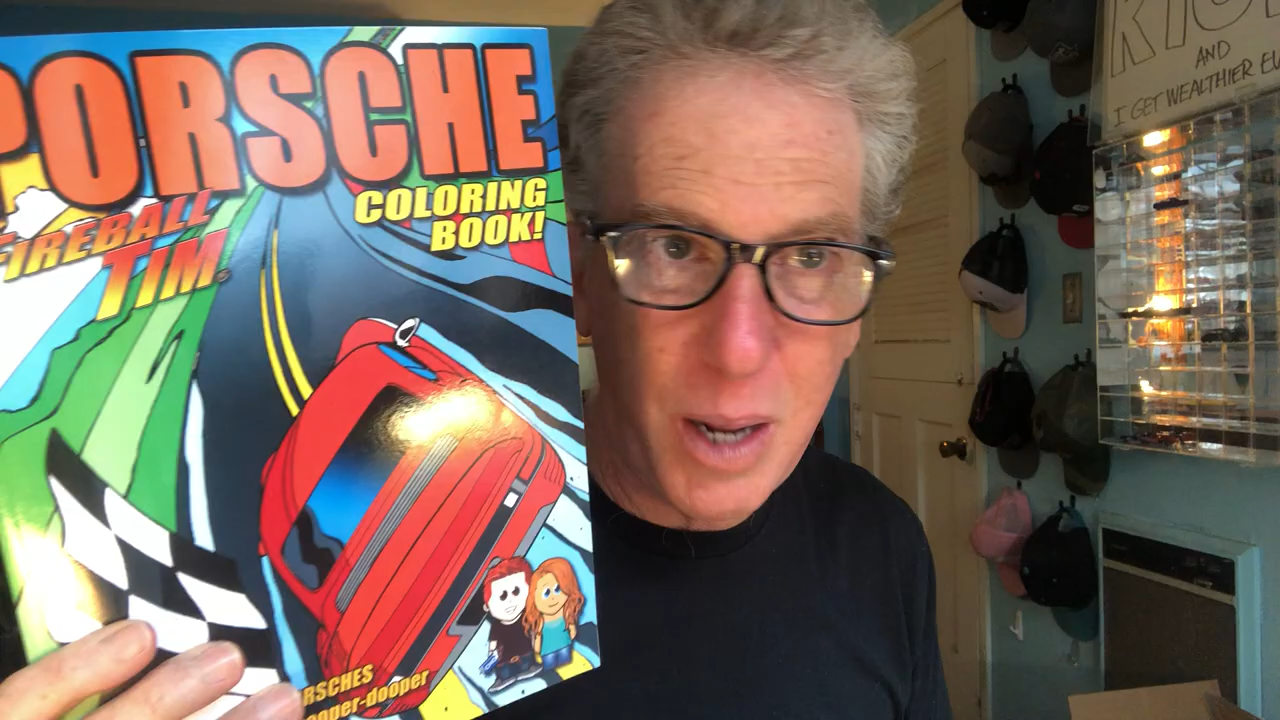 PORSCHE
COLORING
BOOK!
FIREBALL
TIM
AND
I GET WEALTHIER